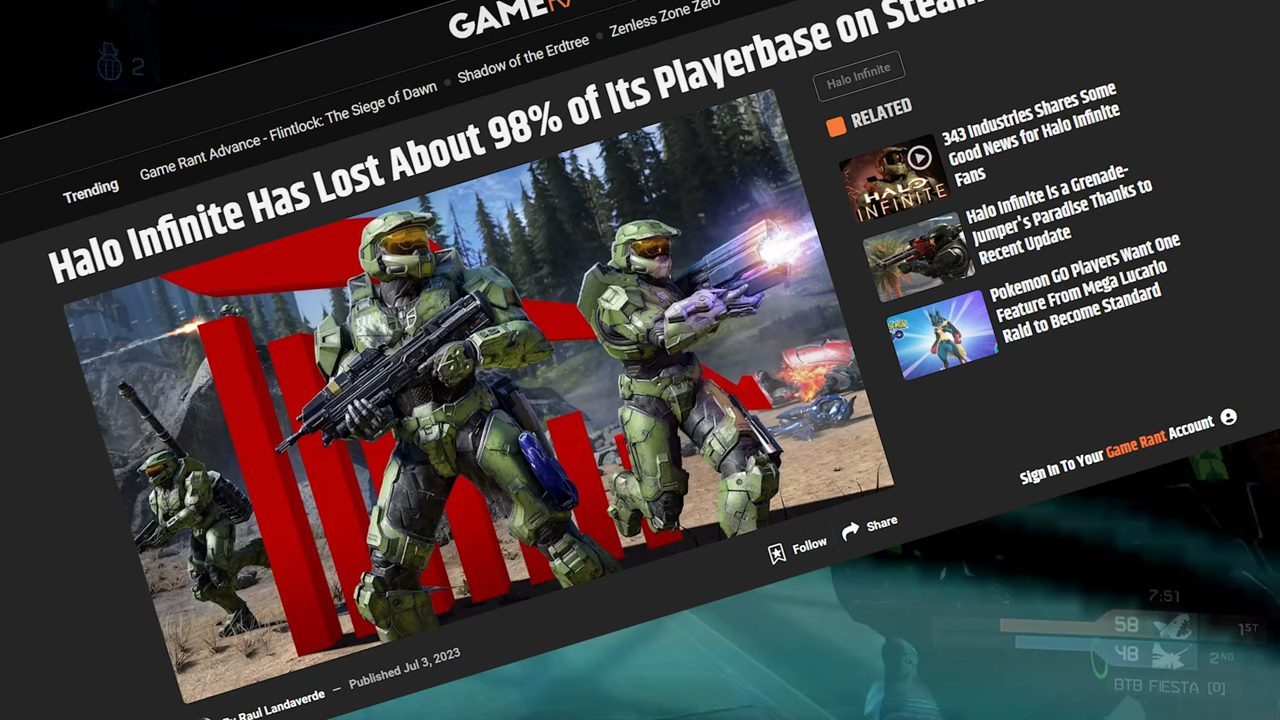 2
GAME
Trending
Game Rant Advance - Flintlock: The Siege of Dawn • Shadow of the Erdtree • Zenless Zone Zero
Halo Infinite Has Lost About 98% of Its Playerbase on Steam
Halo Infinite
RELATED
HALO
INFINITE
343 Industries Shares Some
Good News for Halo Infinite
Fans
Halo Infinite Is a Grenade-
Jumper's Paradise Thanks to
Recent Update
Pokemon GO Players Want One
Feature From Mega Lucario
Raid to Become Standard
Sign In To Your Game Rant Account
Follow
Share
By Raul Landaverde – Published Jul 3, 2023
7:51
58
1ST
48
2ND
BTB FIESTA [0]